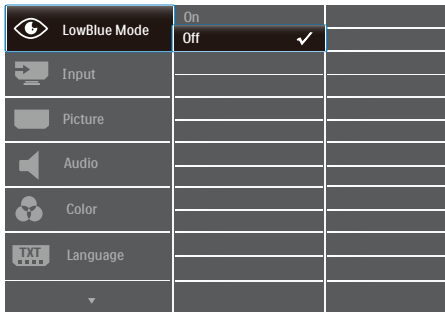 LowBlue Mode
On
Off
Input
Picture
Audio
Color
TXT
Language